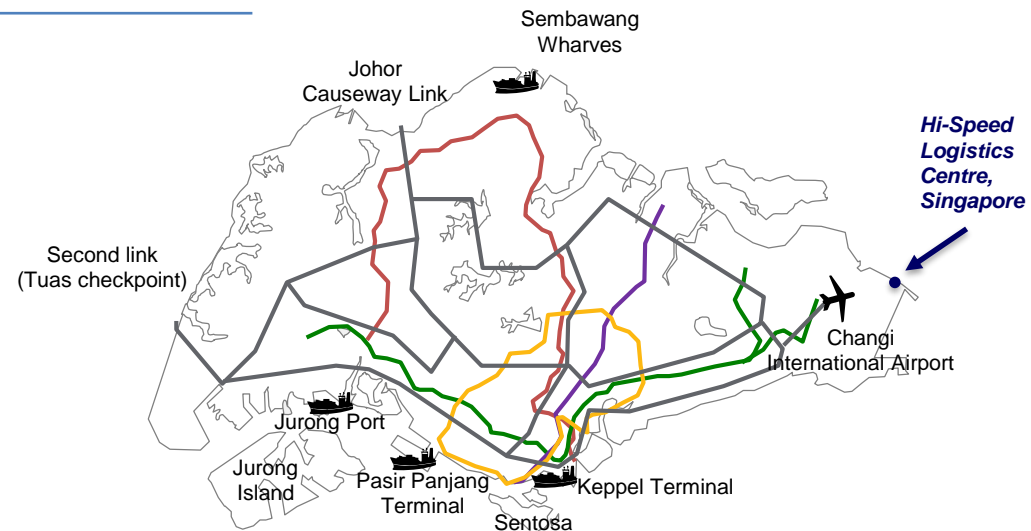 Sembawang
Wharves
Johor
Causeway Link
Hi-Speed
Logistics
Centre,
Singapore
Second link
(Tuas checkpoint)
Changi
International Airport
Jurong Port
Jurong
Island
Pasir Panjang
Terminal
Keppel Terminal
Sentosa